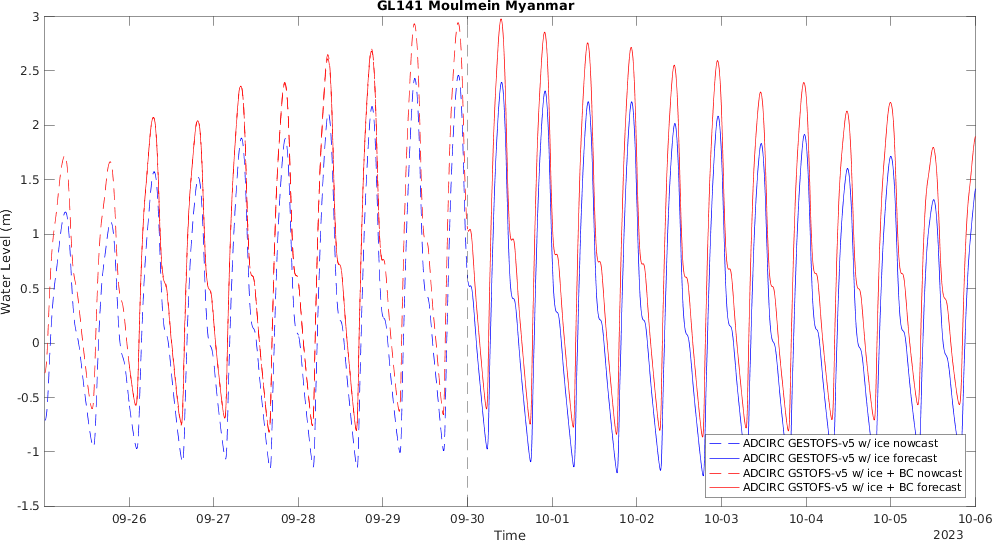 GL141 Moulmein Myanmar
3
2.5
2
1.5
1
0.5
0
-0.5
-1
-1.5
Water Level (m)
ADCIRC GESTOFS-v5 w/ ice nowcast
ADCIRC GESTOFS-v5 w/ ice forecast
ADCIRC GSTOFS-v5 w/ ice + BC nowcast
ADCIRC GSTOFS-v5 w/ ice + BC forecast
09-26 09-27 09-28 09-29 09-30 10-01 10-02 10-03 10-04 10-05 10-06
Time
2023